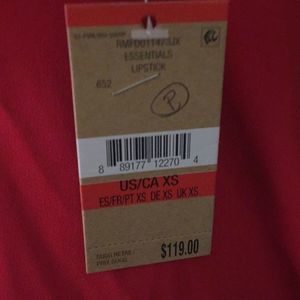 ESSENTIALS
LIPSTICK
652
P
8 89177 12270 4
US/CA XS
ES/FR/PT XS DE XS UK XS
$119.00